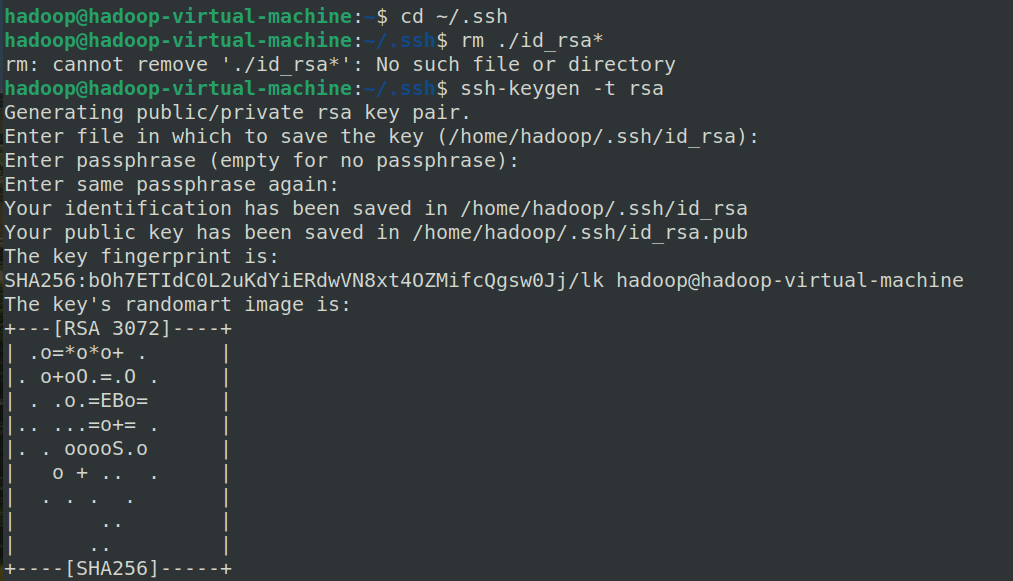 hadoop@hadoop-virtual-machine:~$ cd ~/.ssh
hadoop@hadoop-virtual-machine:~/.ssh$ rm ./id_rsa*
rm: cannot remove './id_rsa*': No such file or directory
hadoop@hadoop-virtual-machine:~/.ssh$ ssh-keygen -t rsa
Generating public/private rsa key pair.
Enter file in which to save the key (/home/hadoop/.ssh/id_rsa):
Enter passphrase (empty for no passphrase):
Enter same passphrase again:
Your identification has been saved in /home/hadoop/.ssh/id_rsa
Your public key has been saved in /home/hadoop/.ssh/id_rsa.pub
The key fingerprint is:
SHA256:bOh7ETIdC0L2uKdYiERdwVN8xt4OZMifcQgsw0Jj/lk hadoop@hadoop-virtual-machine
The key's randomart image is:
+---[RSA 3072]----+
| .o=*o*o+ .      |
|. o+oO.=.O .     |
| . .o.=EBo=      |
|.. ...=o+= .     |
|. . ooooS.o      |
|   o + ..  .     |
|  . . .  .       |
|       ..        |
|      ..         |
+----[SHA256]-----+